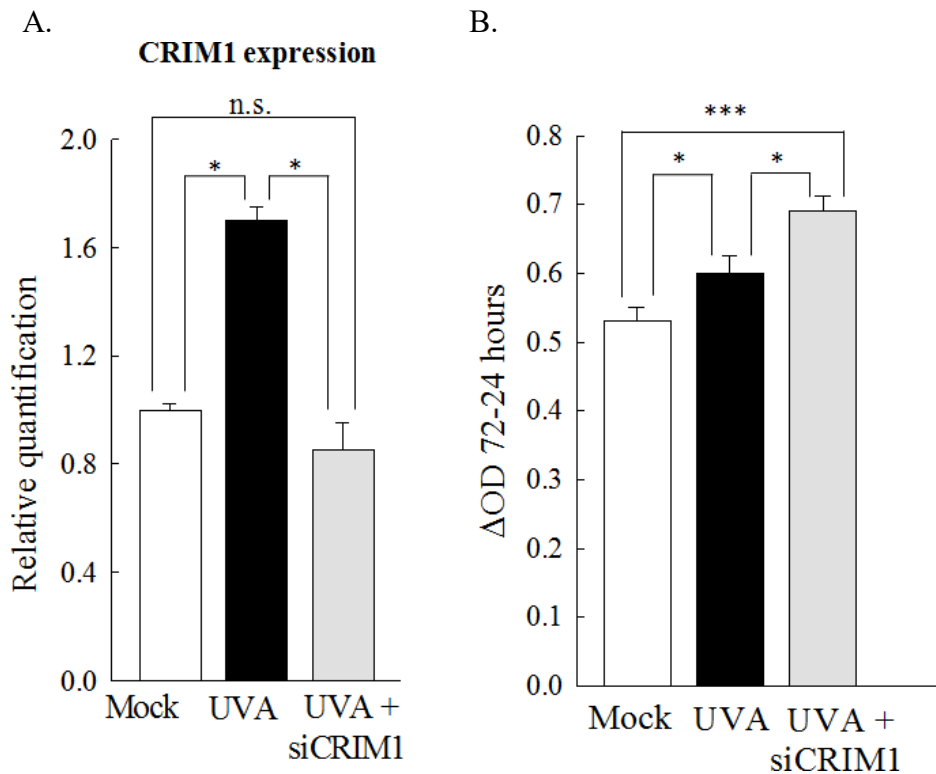 A.
CRIM1 expression
n.s.
*
*
2.0
1.6
1.2
0.8
0.4
0.0
Relative quantification
Mock
UVA
UVA +
siCRIM1
B.
***
*
*
0.8
0.7
0.6
0.5
0.4
0.3
0.2
0.1
0.0
ΔOD 72-24 hours
Mock
UVA
UVA +
siCRIM1